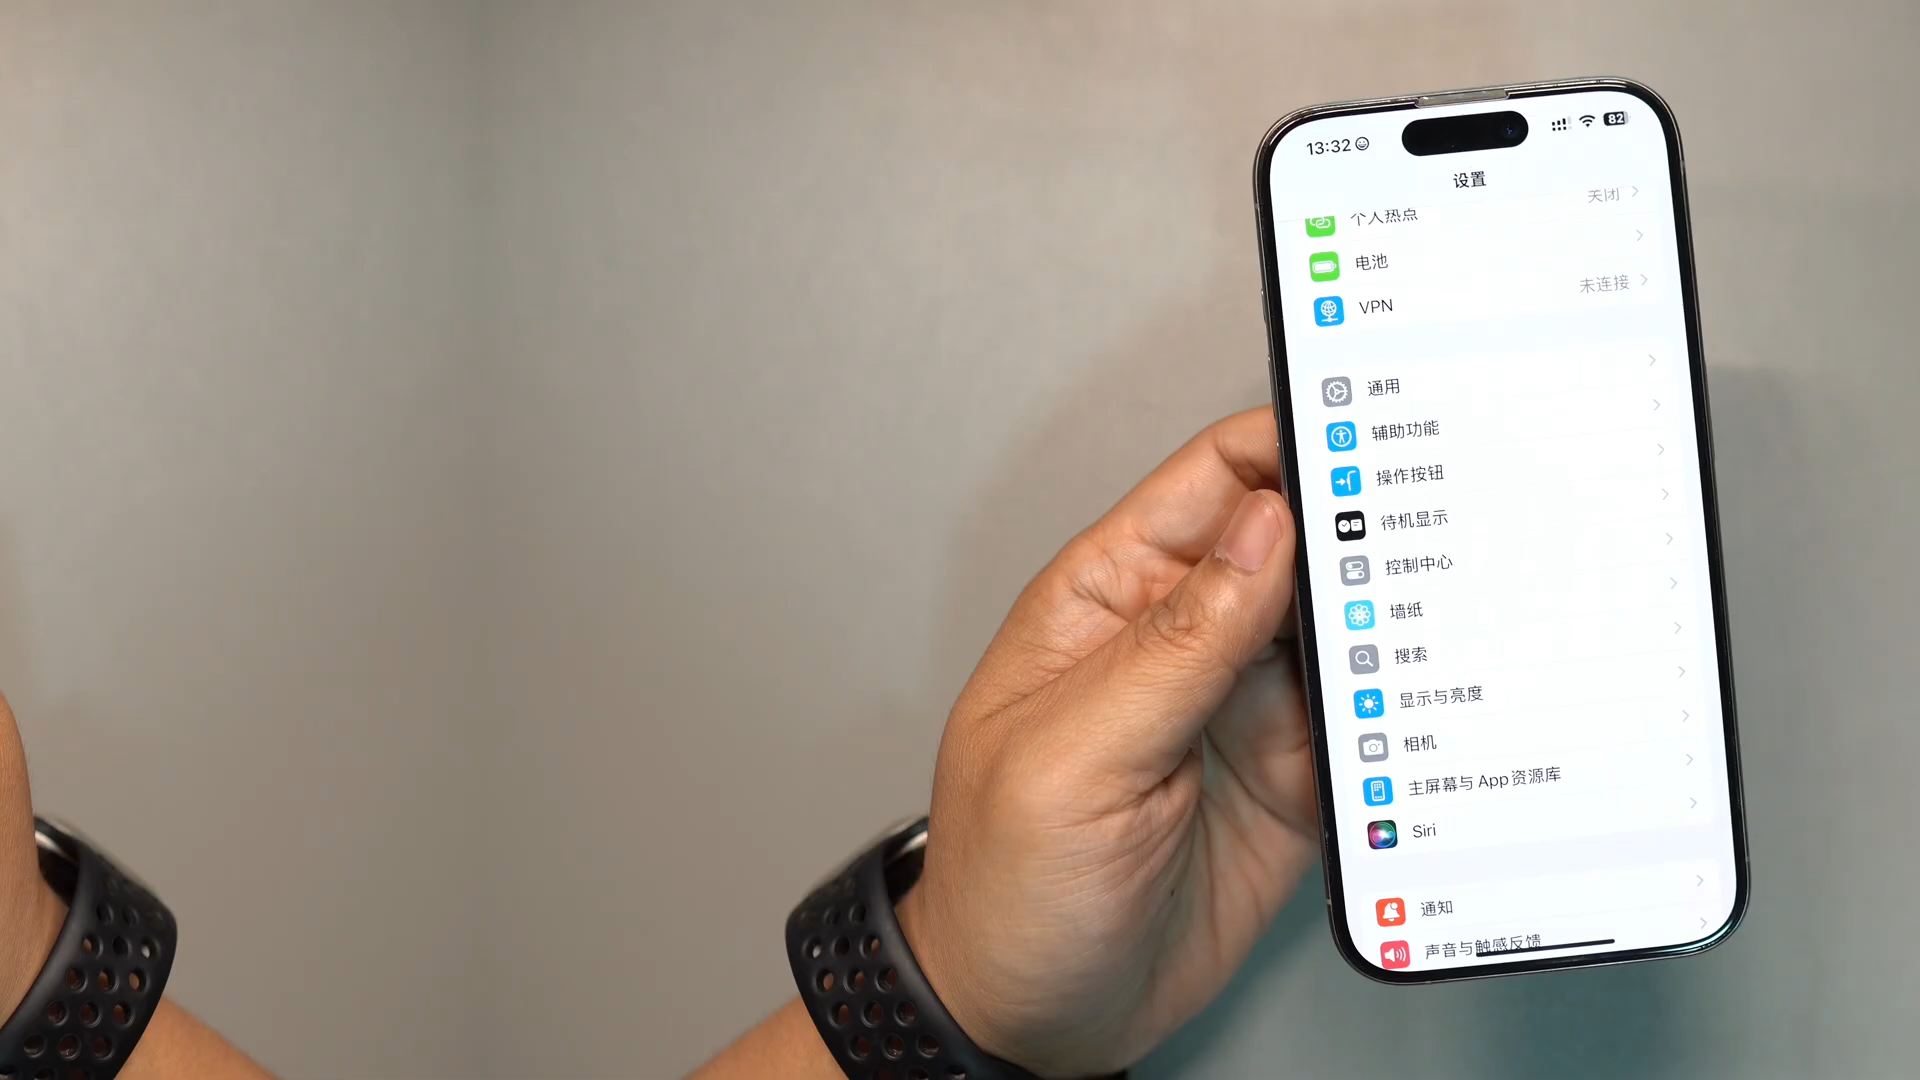 13:32
82
设置
个人热点 关闭
电池
VPN 未连接
通用
辅助功能
操作按钮
待机显示
控制中心
墙纸
搜索
显示与亮度
相机
主屏幕与 App 资源库
Siri
通知
声音与触感反馈